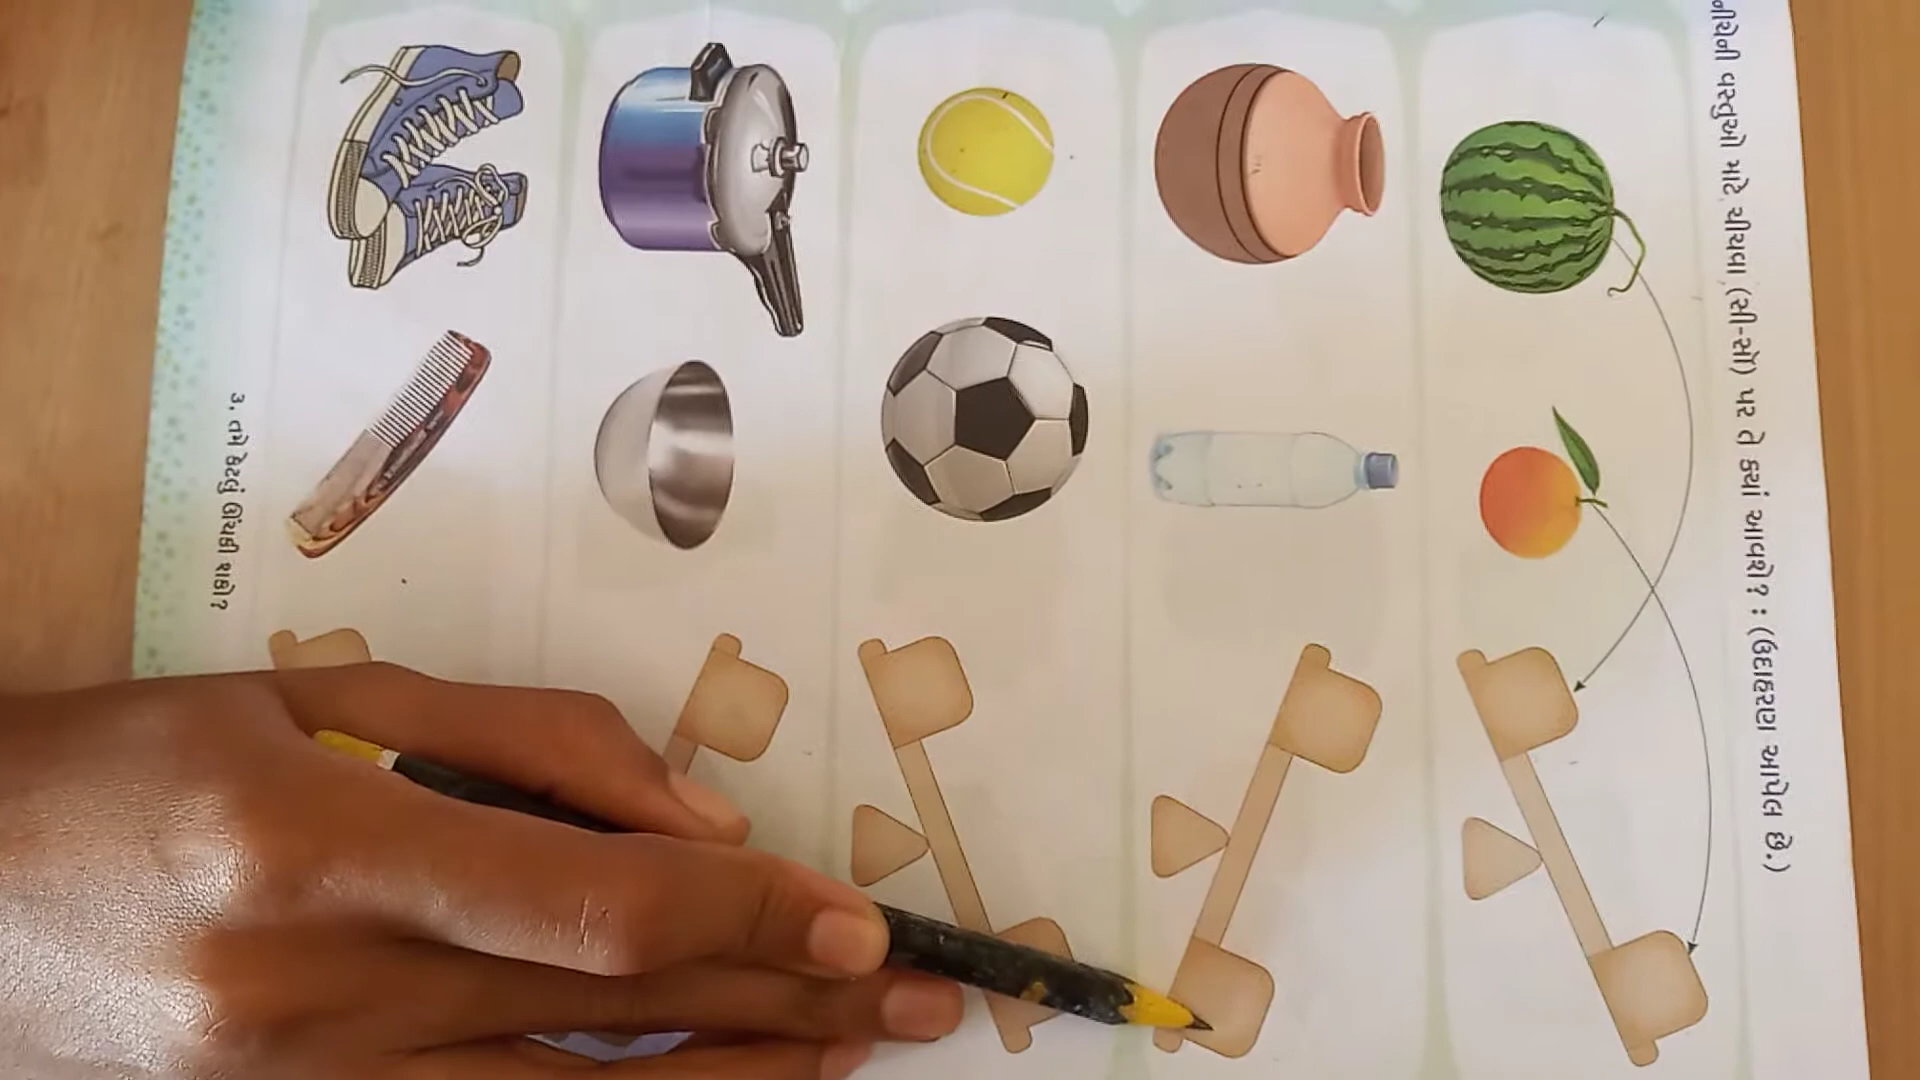 નીચેની વસ્તુઓ માટે ચીચવા (સી-સૉ) પર તે ક્યાં આવશે? : (ઉદાહરણ આપેલ છે.)
૩. તમે કેટલું ઊંચકી શકો?